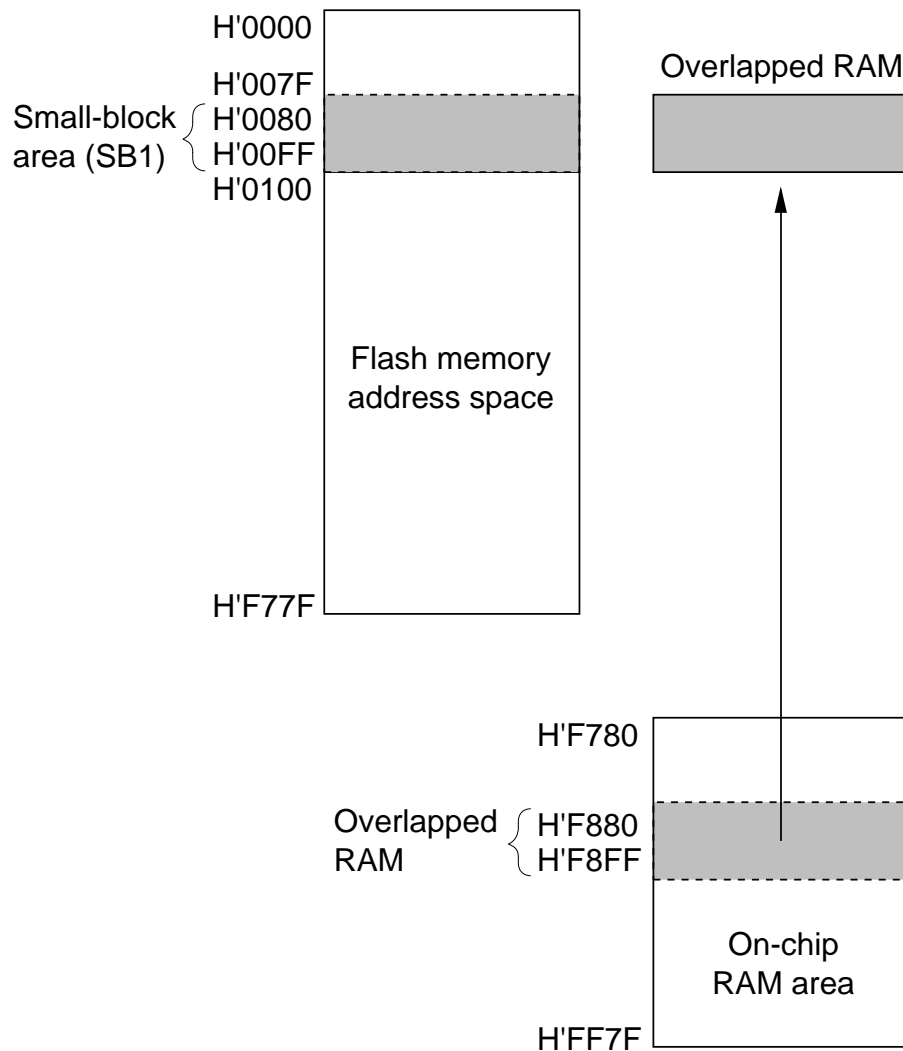 H'0000
H'007F
Small-block
area (SB1)
H'0080
H'00FF
H'0100
Overlapped RAM
Flash memory
address space
H'F77F
H'F780
Overlapped
RAM
H'F880
H'F8FF
On-chip
RAM area
H'FF7F